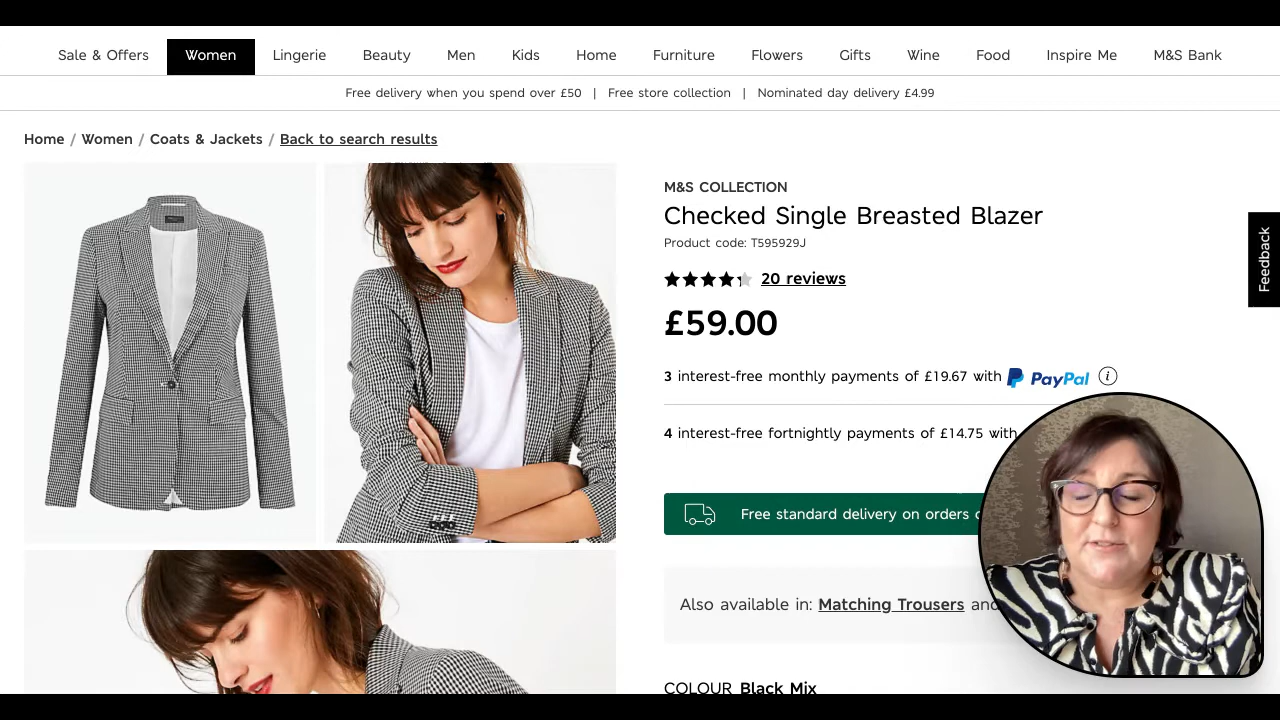 Sale & Offers Women Lingerie Beauty Men Kids Home Furniture Flowers Gifts Wine Food Inspire Me M&S Bank
Free delivery when you spend over £50 | Free store collection | Nominated day delivery £4.99
Home / Women / Coats & Jackets / Back to search results
M&S COLLECTION
Checked Single Breasted Blazer
Product code: T595929J
20 reviews
£59.00
3 interest-free monthly payments of £19.67 with PayPal i
4 interest-free fortnightly payments of £14.75 with
Free standard delivery on orders
Also available in: Matching Trousers and
COLOUR Black Mix
Feedback